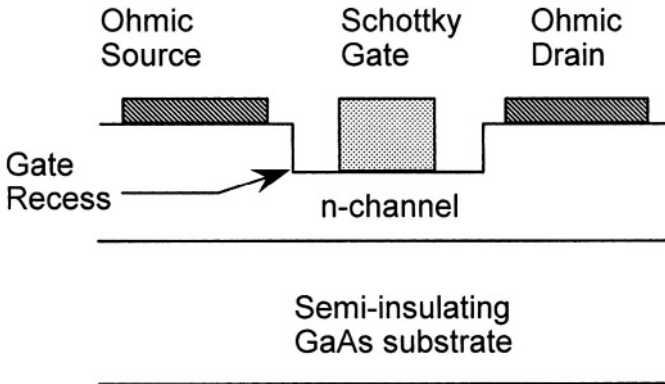 Ohmic
Source
Schottky
Gate
Ohmic
Drain
Gate
Recess
n-channel
Semi-insulating
GaAs substrate